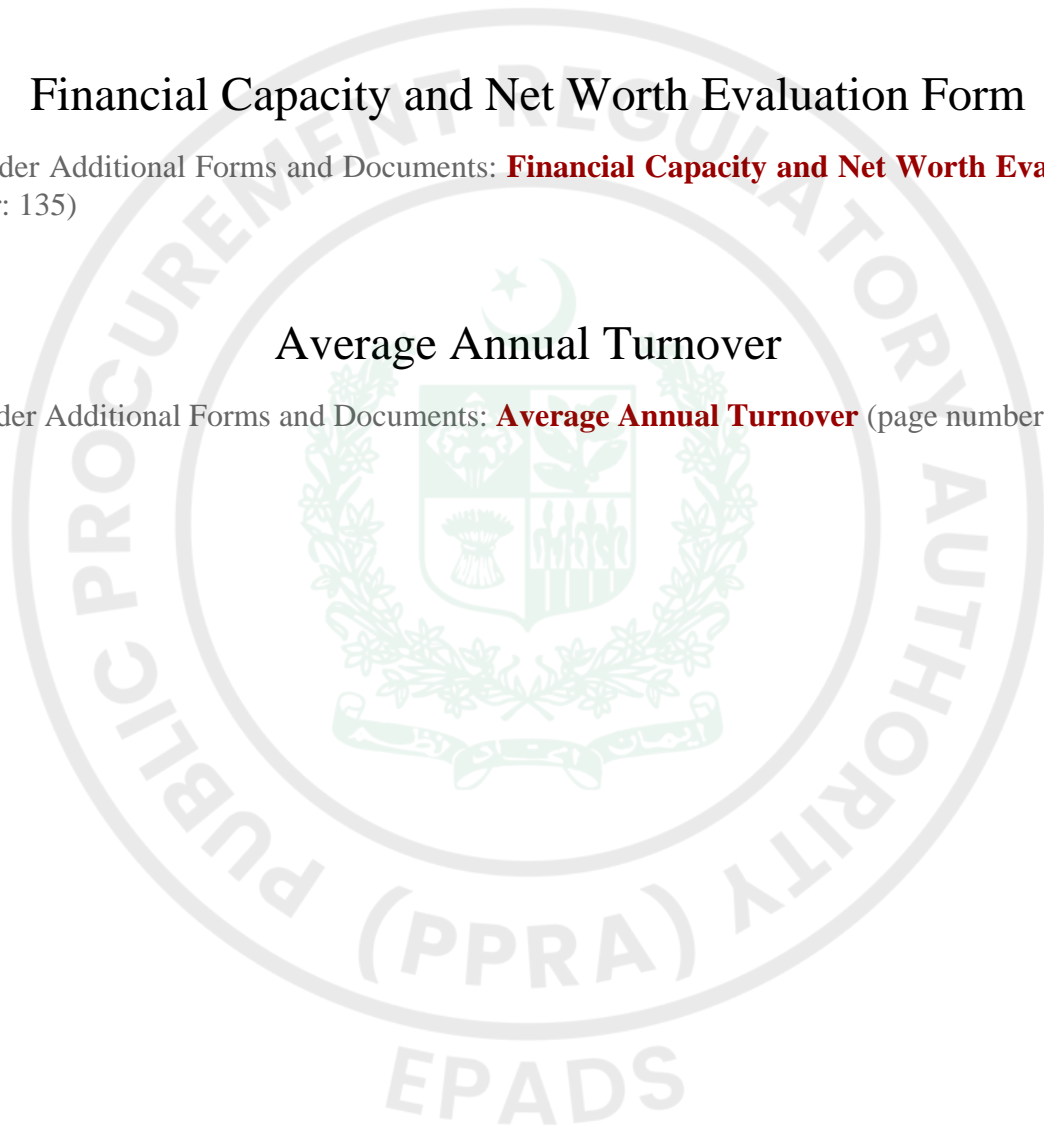 Financial Capacity and Net Worth Evaluation Form
der Additional Forms and Documents: Financial Capacity and Net Worth Eva
: 135)
Average Annual Turnover
der Additional Forms and Documents: Average Annual Turnover (page number
PUBLIC PROCUREMENT REGULATORY AUTHORITY
(PPRA)
EPADS